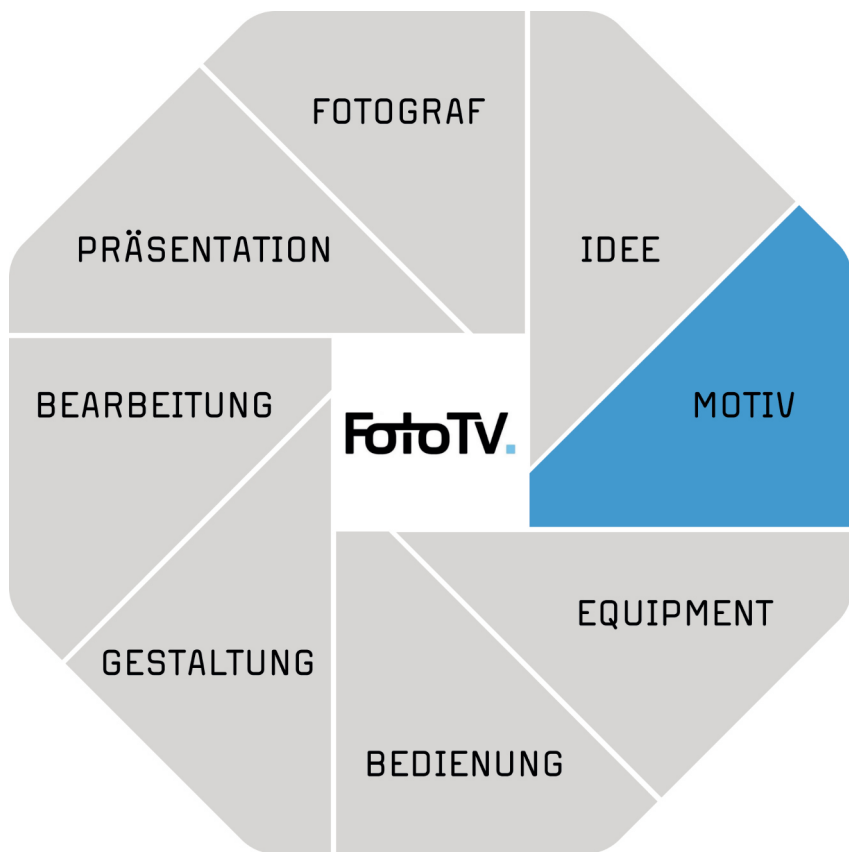 FOTOGRAF
IDEE
PRÄSENTATION
MOTIV
BEARBEITUNG
FotoTV.
EQUIPMENT
GESTALTUNG
BEDIENUNG